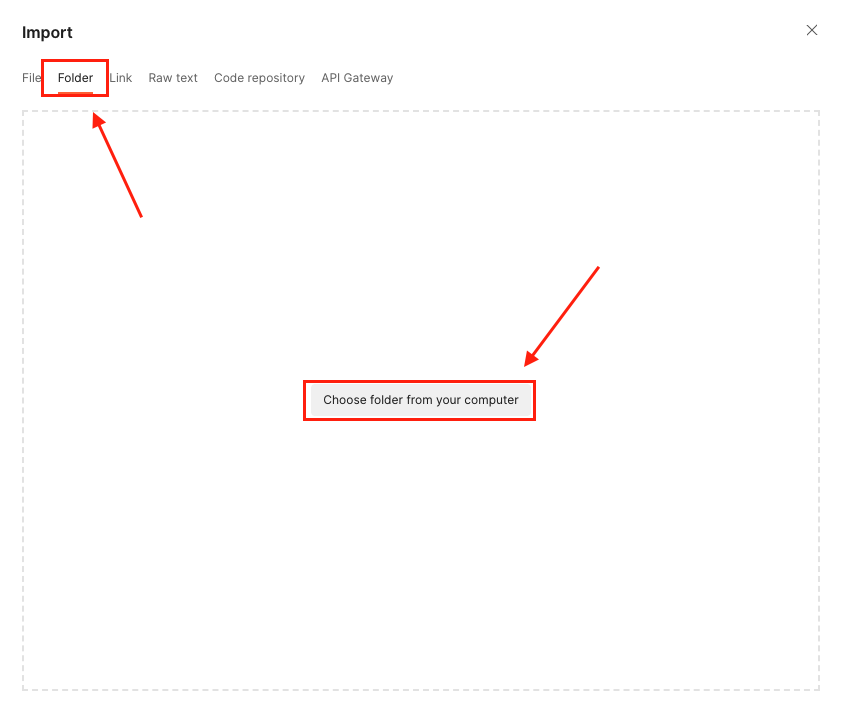 Import
File Folder Link Raw text Code repository API Gateway
Choose folder from your computer